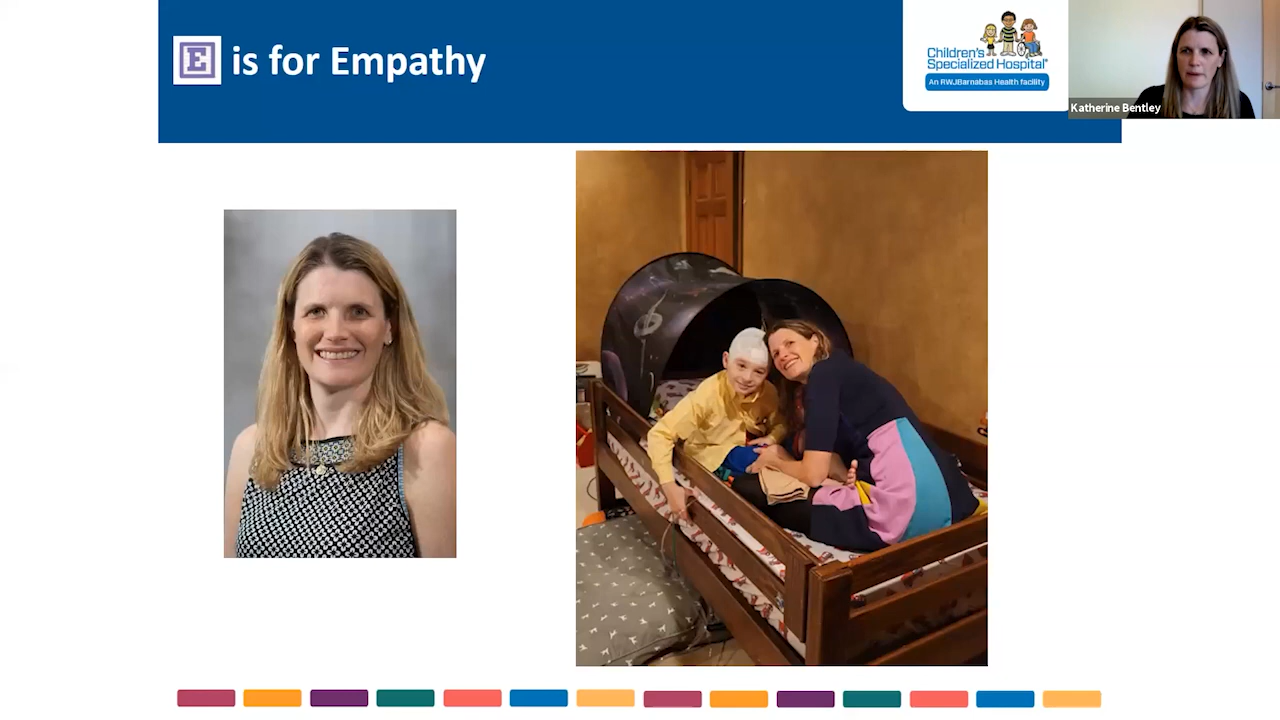 E is for Empathy
Children's
Specialized Hospital®
An RWJBarnabas Health facility
Katherine Bentley